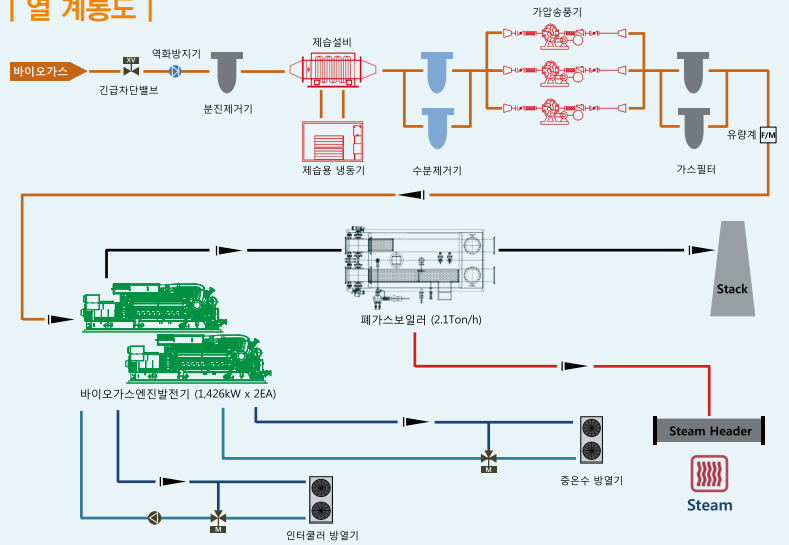 | 열 계통도 |
가압송풍기
역화방지기
제습설비
XV
바이오가스
긴급차단밸브
분진제거기
제습용 냉동기
수분제거기
가스필터
유량계 F/M
Stack
폐가스보일러 (2.1Ton/h)
바이오가스엔진발전기 (1,426kW x 2EA)
Steam Header
M
중온수 방열기
Steam
M
인터쿨러 방열기